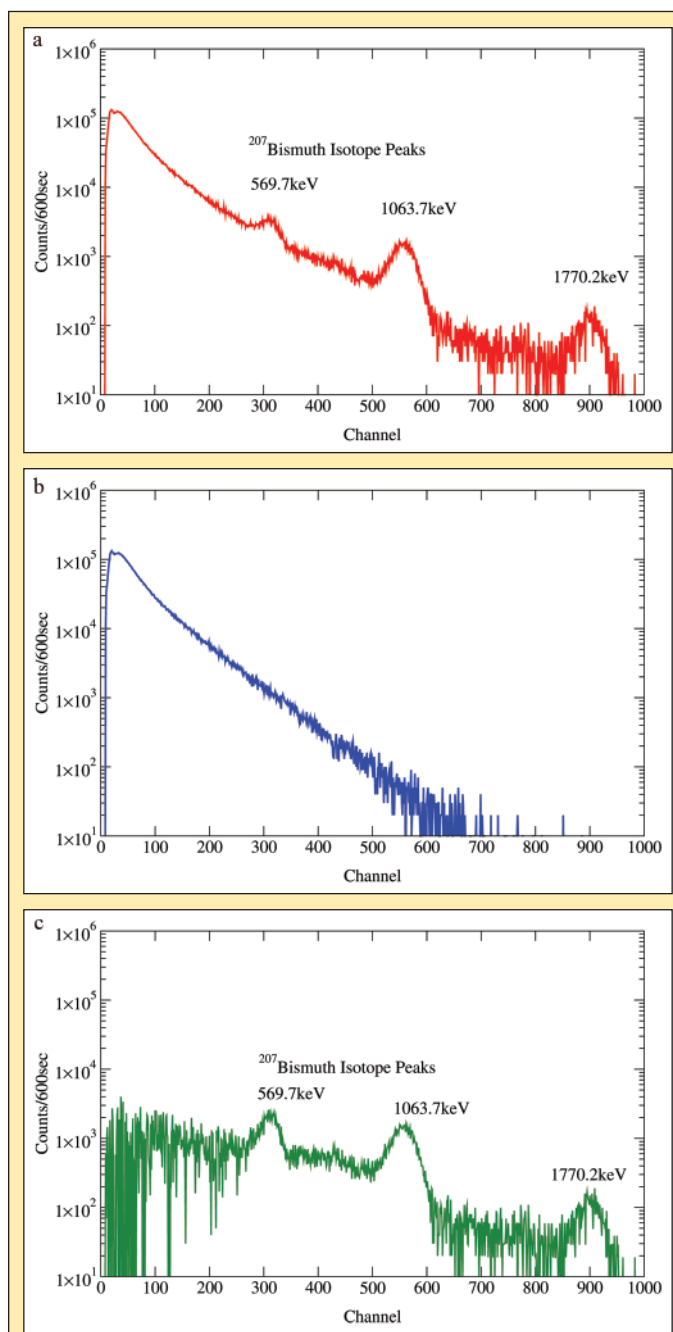 a
1×10⁶
1×10⁵
1×10⁴
1×10³
1×10²
1×10¹
Counts/600sec
²⁰⁷Bismuth Isotope Peaks
569.7keV
1063.7keV
1770.2keV
0 100 200 300 400 500 600 700 800 900 1000
Channel
b
1×10⁶
1×10⁵
1×10⁴
1×10³
1×10²
1×10¹
Counts/600sec
0 100 200 300 400 500 600 700 800 900 1000
Channel
c
1×10⁶
1×10⁵
1×10⁴
1×10³
1×10²
1×10¹
Counts/600sec
²⁰⁷Bismuth Isotope Peaks
569.7keV
1063.7keV
1770.2keV
0 100 200 300 400 500 600 700 800 900 1000
Channel